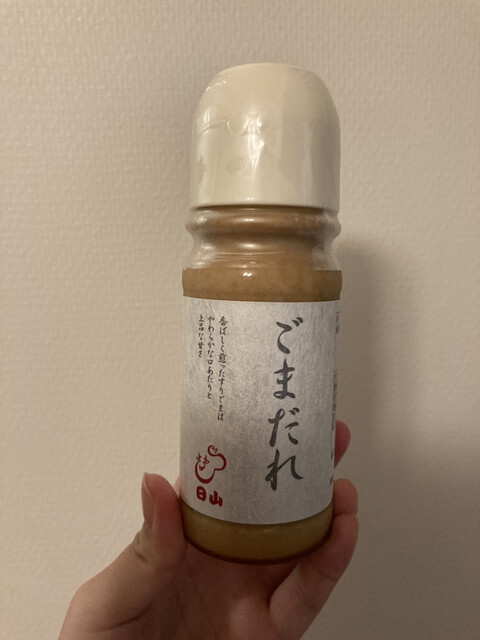 ごまだれ
香ばしく煎ったすりごまは
やわらかな口あたりと
上品な甘さ
日山